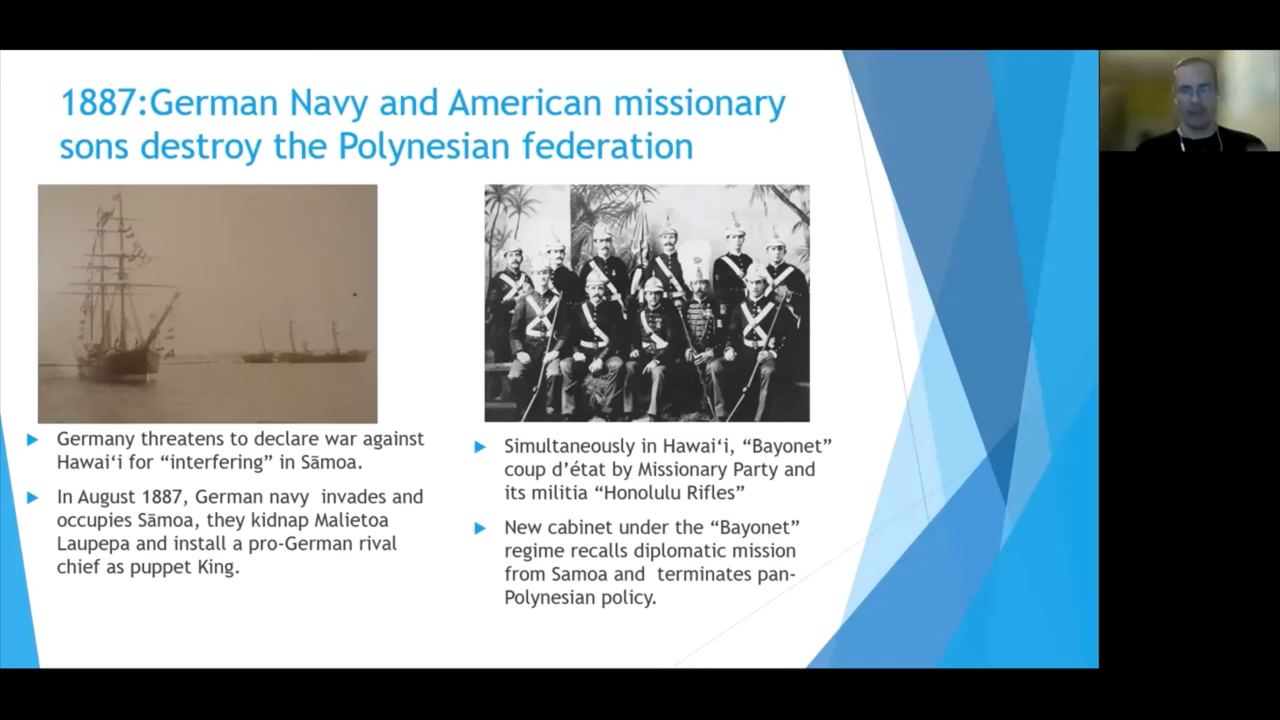 1887:German Navy and American missionary
sons destroy the Polynesian federation
Germany threatens to declare war against
Hawaiʻi for “interfering” in Sāmoa.
In August 1887, German navy  invades and
occupies Sāmoa, they kidnap Malietoa
Laupepa and install a pro-German rival
chief as puppet King.
Simultaneously in Hawaiʻi, “Bayonet”
coup d’état by Missionary Party and
its militia “Honolulu Rifles”
New cabinet under the “Bayonet”
regime recalls diplomatic mission
from Samoa and  terminates pan-
Polynesian policy.